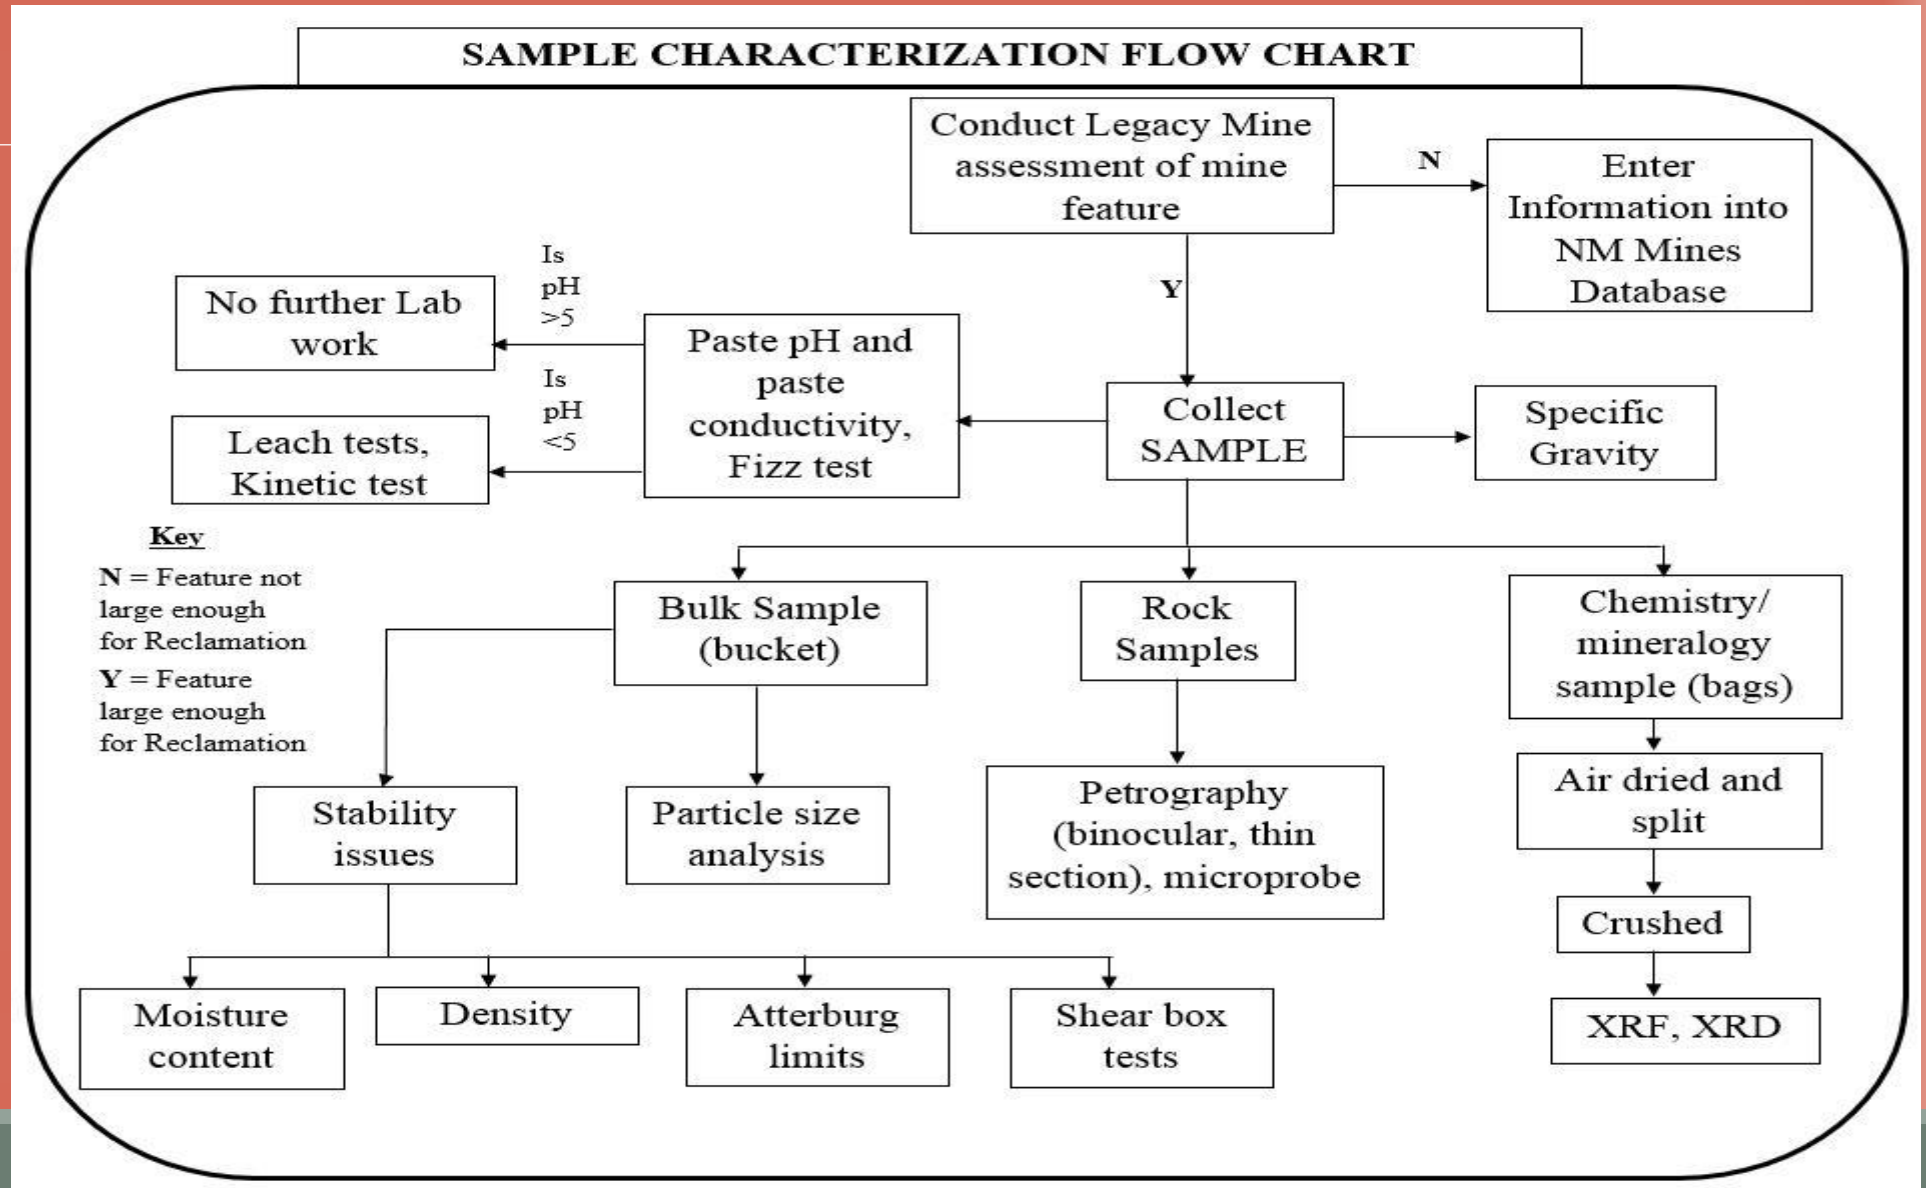 SAMPLE CHARACTERIZATION FLOW CHART
Conduct Legacy Mine
assessment of mine
feature
N
Enter
Information into
NM Mines
Database
Y
Is
pH
>5
No further Lab
work
Paste pH and
paste
conductivity,
Fizz test
Is
pH
<5
Leach tests,
Kinetic test
Collect
SAMPLE
Specific
Gravity
Key
N = Feature not
large enough
for Reclamation
Y = Feature
large enough
for Reclamation
Bulk Sample
(bucket)
Rock
Samples
Chemistry/
mineralogy
sample (bags)
Stability
issues
Particle size
analysis
Petrography
(binocular, thin
section), microprobe
Air dried and
split
Crushed
Moisture
content
Density
Atterburg
limits
Shear box
tests
XRF, XRD